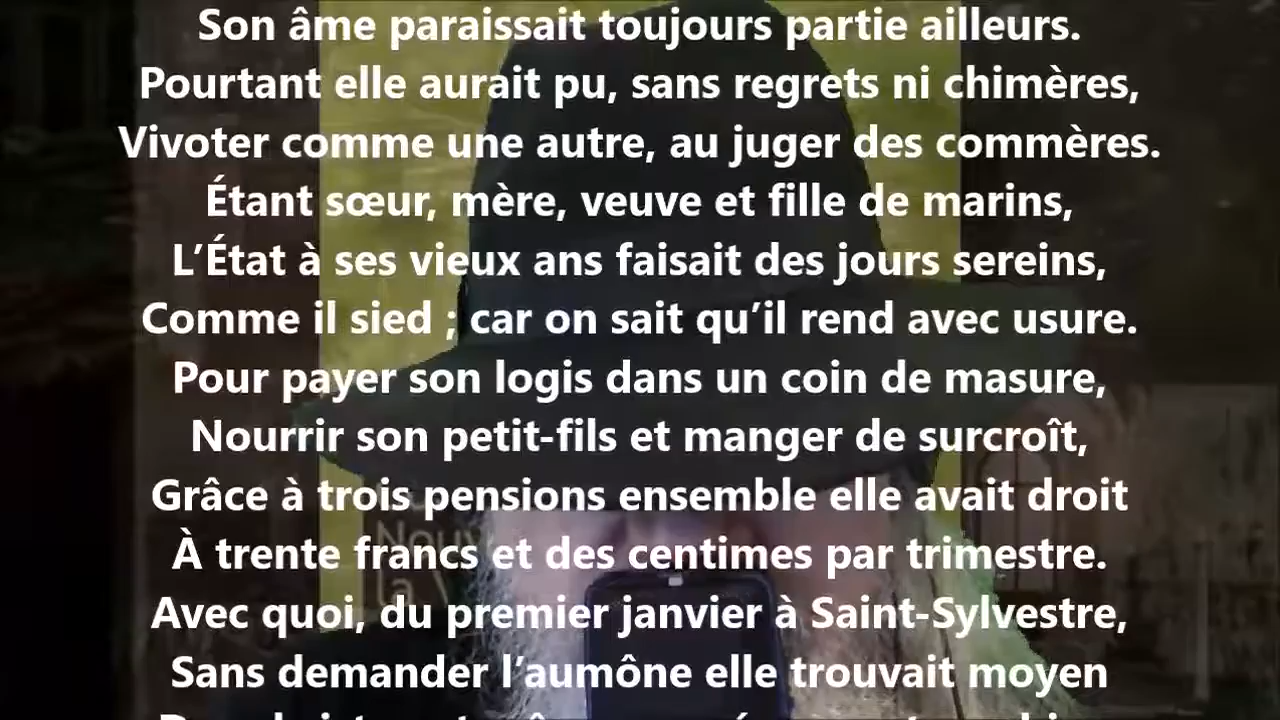 Son âme paraissait toujours partie ailleurs.
Pourtant elle aurait pu, sans regrets ni chimères,
Vivoter comme une autre, au juger des commères.
Étant sœur, mère, veuve et fille de marins,
L’État à ses vieux ans faisait des jours sereins,
Comme il sied ; car on sait qu’il rend avec usure.
Pour payer son logis dans un coin de masure,
Nourrir son petit-fils et manger de surcroît,
Grâce à trois pensions ensemble elle avait droit
À trente francs et des centimes par trimestre.
Avec quoi, du premier janvier à Saint-Sylvestre,
Sans demander l’aumône elle trouvait moyen